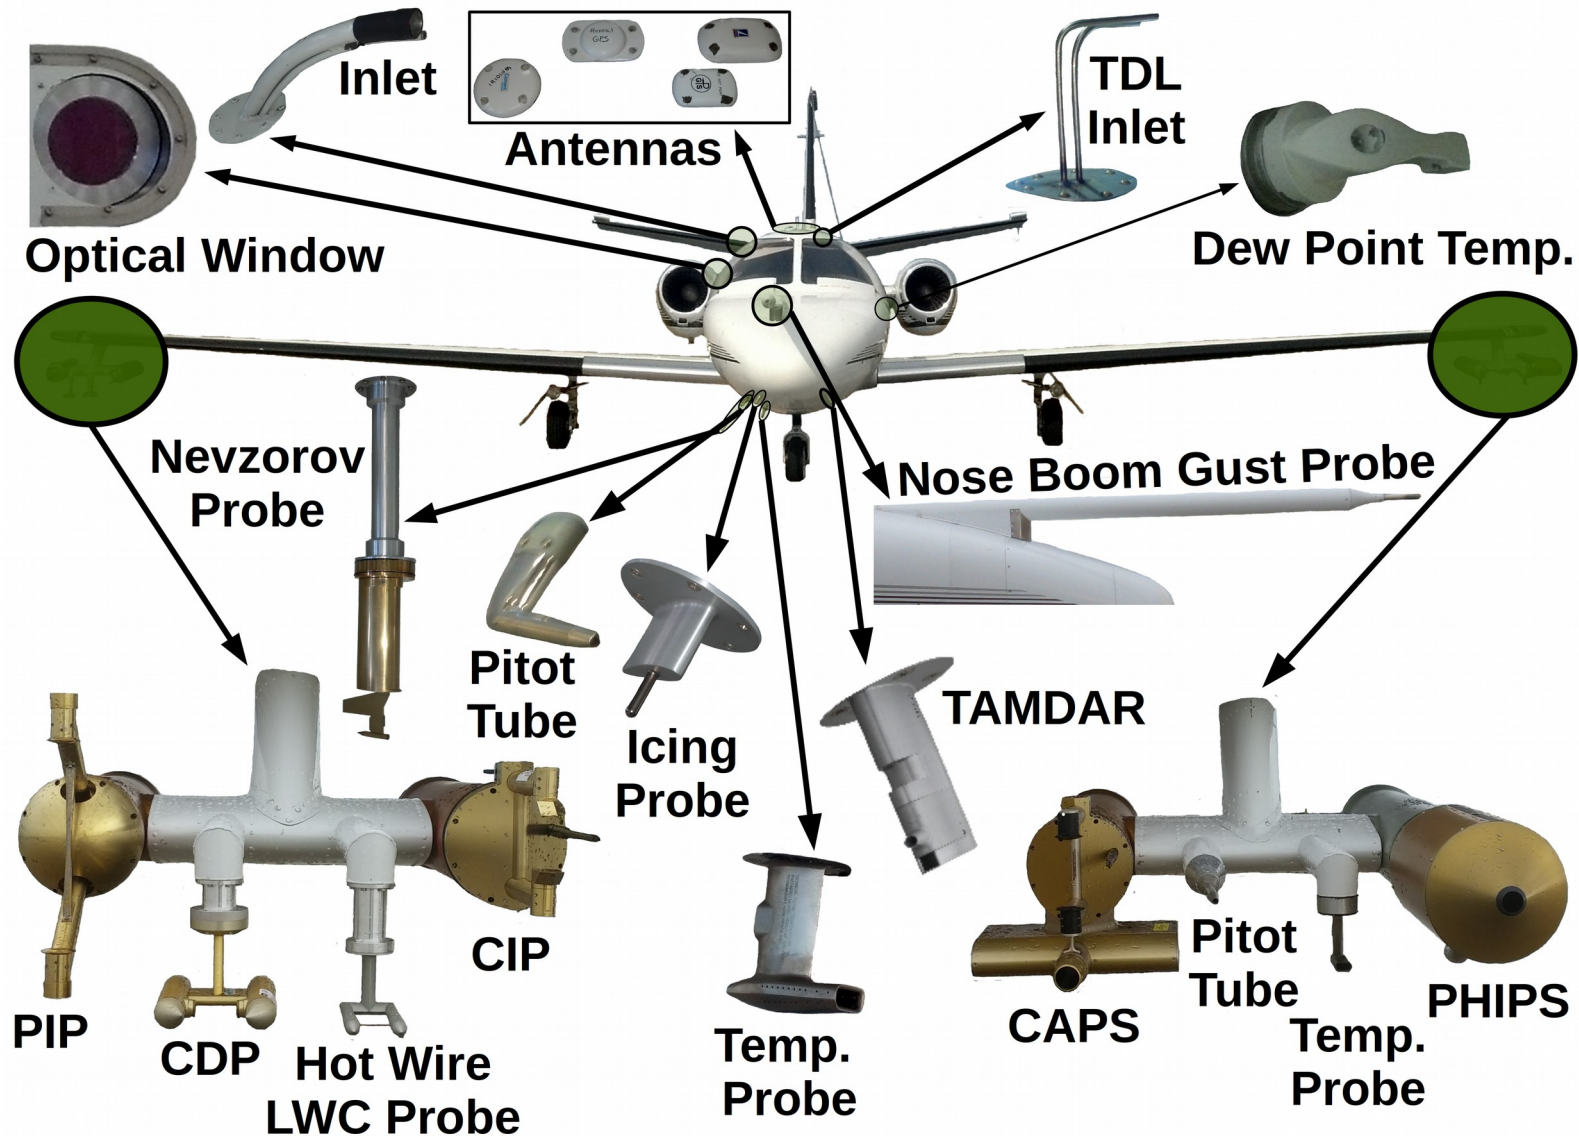 Inlet
Antennas
TDL
Inlet
Optical Window
Dew Point Temp.
Nevzorov
Probe
Nose Boom Gust Probe
Pitot
Tube
Icing
Probe
TAMDAR
PIP
CDP
Hot Wire
LWC Probe
CIP
Temp.
Probe
CAPS
Pitot
Tube
Temp.
Probe
PHIPS
GPS